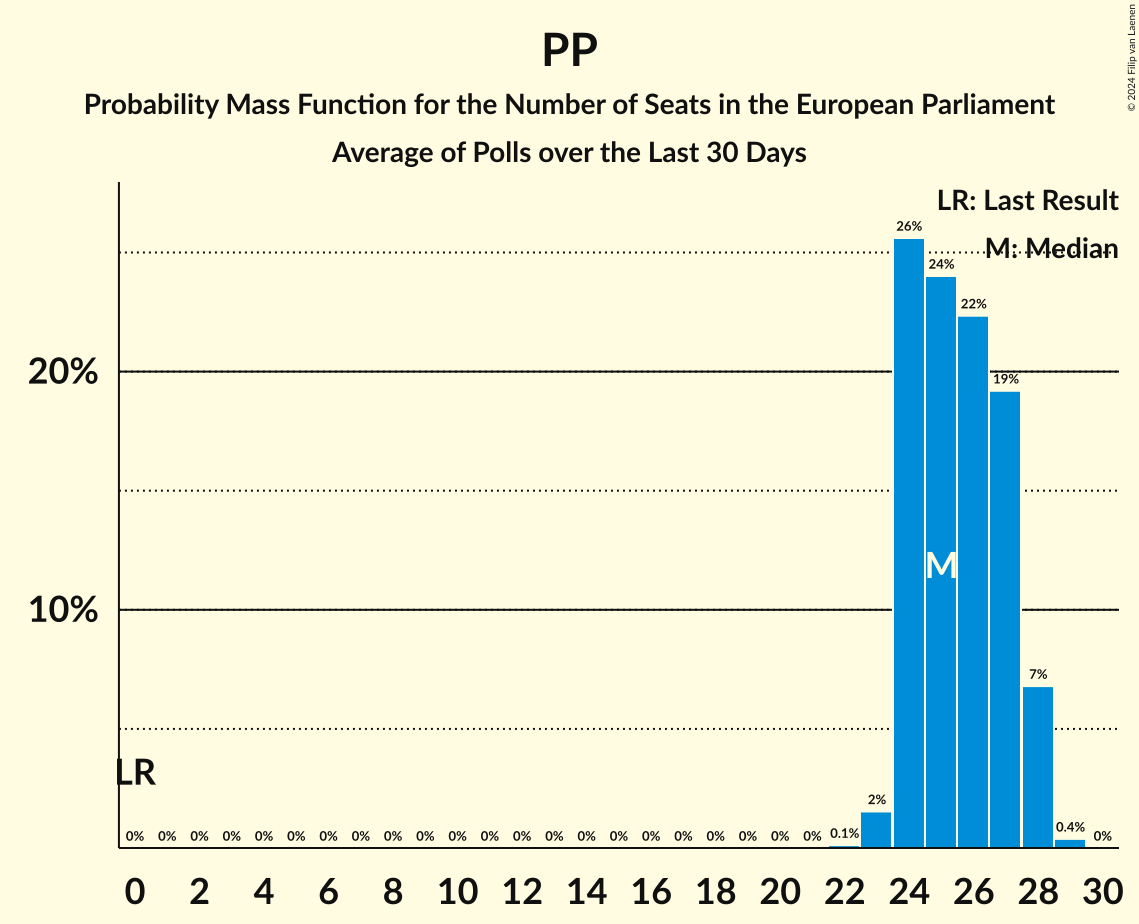 PP
Probability Mass Function for the Number of Seats in the European Parliament
Average of Polls over the Last 30 Days
© 2024 Filip van Laenen
LR: Last Result
M: Median
26%
24%
22%
20%
19%
M
10%
7%
LR
2%
0% 0% 0% 0% 0% 0% 0% 0% 0% 0% 0% 0% 0% 0% 0% 0% 0% 0% 0% 0% 0% 0% 0.1% 0.4% 0%
0 2 4 6 8 10 12 14 16 18 20 22 24 26 28 30